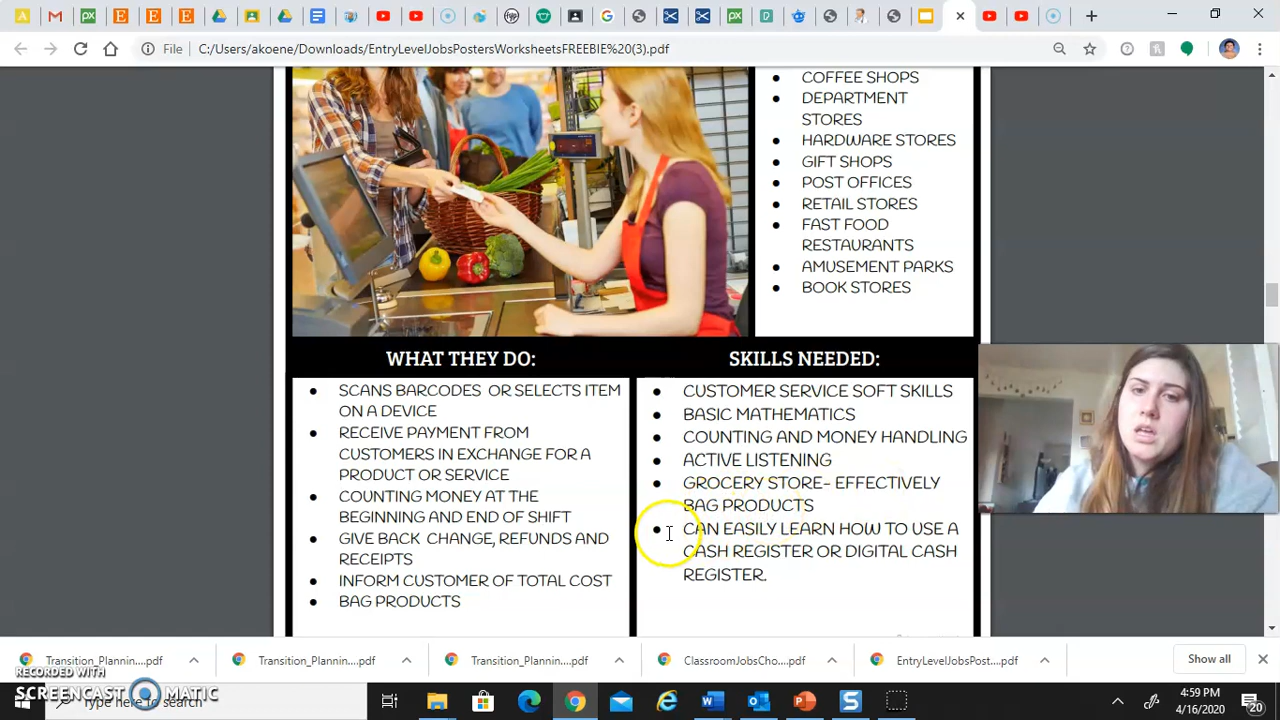 File
C:/Users/akoene/Downloads/EntryLevelJobsPostersWorksheetsFREEBIE%20(3).pdf
COFFEE SHOPS
DEPARTMENT
STORES
HARDWARE STORES
GIFT SHOPS
POST OFFICES
RETAIL STORES
FAST FOOD
RESTAURANTS
AMUSEMENT PARKS
BOOK STORES
WHAT THEY DO:
SCANS BARCODES OR SELECTS ITEM
ON A DEVICE
RECEIVE PAYMENT FROM
CUSTOMERS IN EXCHANGE FOR A
PRODUCT OR SERVICE
COUNTING MONEY AT THE
BEGINNING AND END OF SHIFT
GIVE BACK CHANGE, REFUNDS AND
RECEIPTS
INFORM CUSTOMER OF TOTAL COST
BAG PRODUCTS
SKILLS NEEDED:
CUSTOMER SERVICE SOFT SKILLS
BASIC MATHEMATICS
COUNTING AND MONEY HANDLING
ACTIVE LISTENING
GROCERY STORE- EFFECTIVELY
BAG PRODUCTS
CAN EASILY LEARN HOW TO USE A
CASH REGISTER OR DIGITAL CASH
REGISTER.
Transition_Plannin....pdf
Transition_Plannin....pdf
Transition_Plannin....pdf
ClassroomJobsCho....pdf
EntryLevelJobsPost....pdf
Show all
RECORDED WITH
SCREENCAST MATIC
Type here to search
4:59 PM
4/16/2020
20